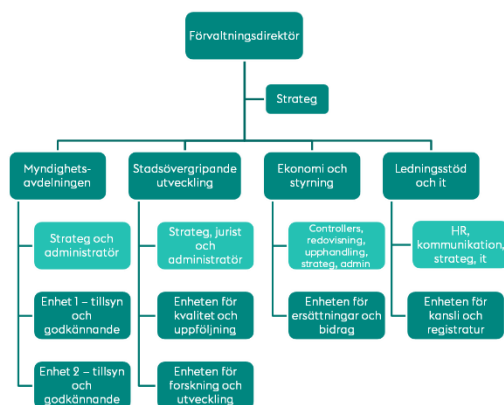 Förvaltningsdirektör
Strateg
Myndighets-
avdelningen
Stadsövergripande
utveckling
Ekonomi och
styrning
Ledningsstöd
och it
Strateg och
administratör
Strateg, jurist
och
administratör
Controllers,
redovisning,
upphandling,
strateg, admin
HR,
kommunikation,
strateg, it
Enhet 1 – tillsyn
och
godkännande
Enheten för
kvalitet och
uppföljning
Enheten för
ersättningar och
bidrag
Enheten för
kansli och
registratur
Enhet 2 – tillsyn
och
godkännande
Enheten för
forskning och
utveckling